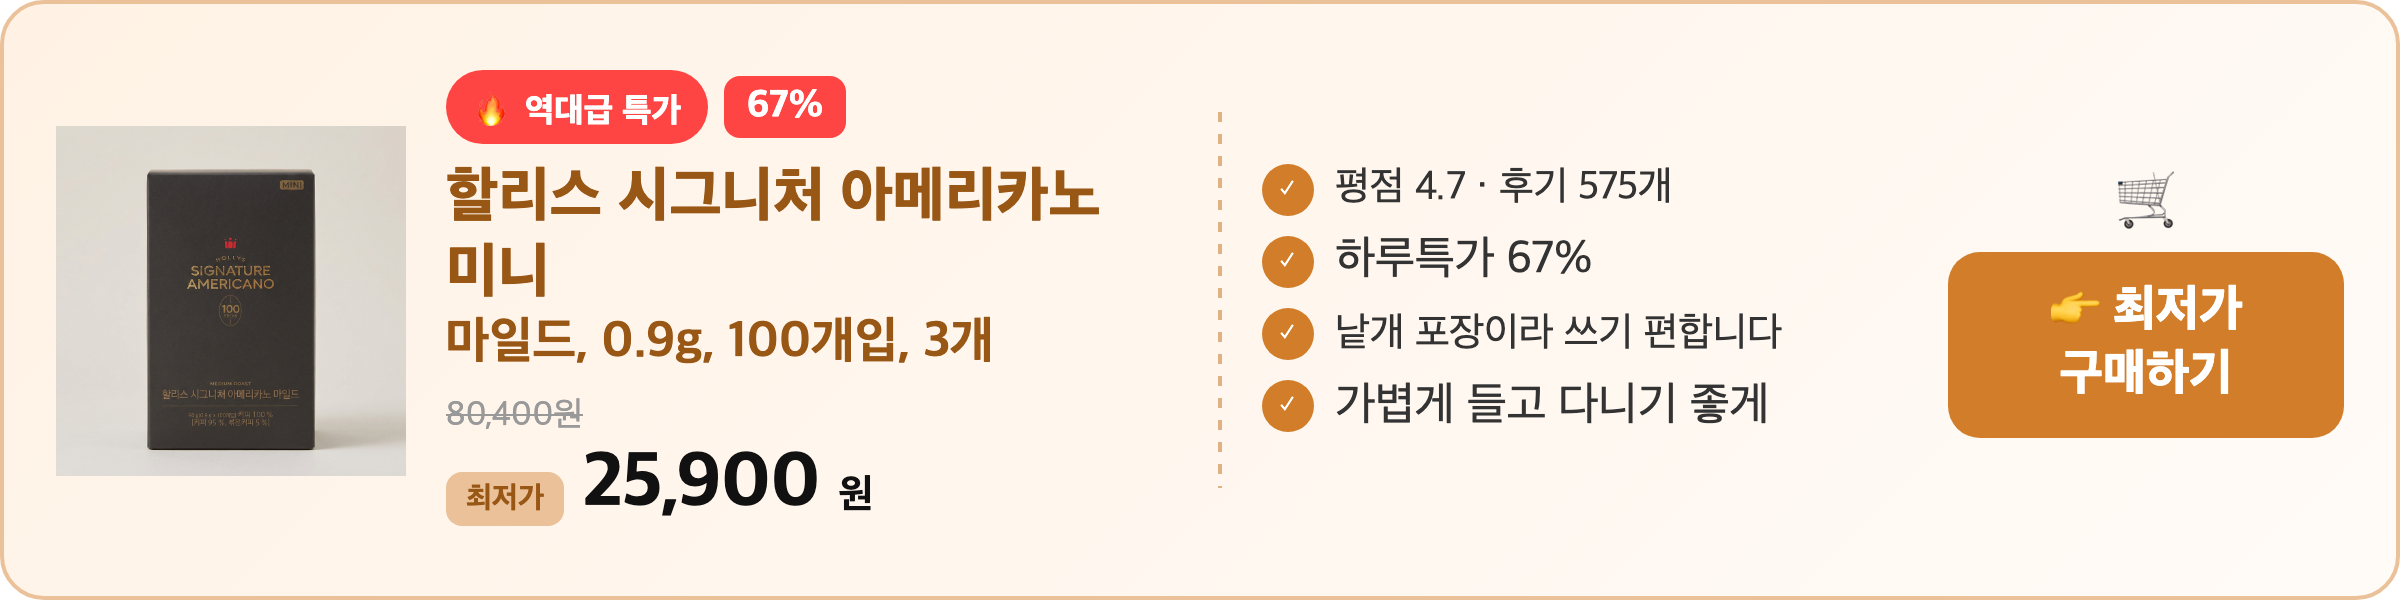 🔥 역대급 특가 67%
할리스 시그니처 아메리카노
미니
마일드, 0.9g, 100개입, 3개
80,400원
최저가 25,900 원
MINI
HOLLYS
SIGNATURE
AMERICANO
100
MEDIUM ROAST
할리스 시그니처 아메리카노 마일드
✓ 평점 4.7 · 후기 575개
✓ 하루특가 67%
✓ 낱개 포장이라 쓰기 편합니다
✓ 가볍게 들고 다니기 좋게
👉 최저가
구매하기